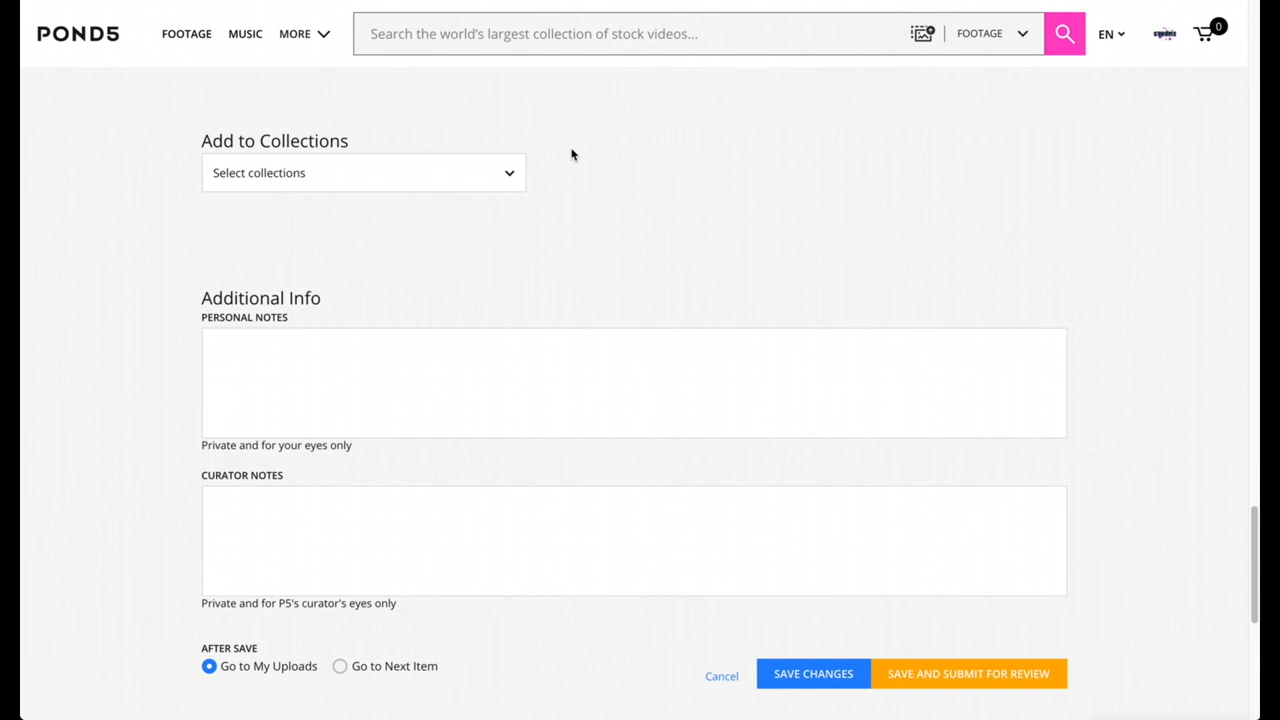 POND5 FOOTAGE MUSIC MORE Search the world's largest collection of stock videos... FOOTAGE EN 0
Add to Collections
Select collections
Additional Info
PERSONAL NOTES
Private and for your eyes only
CURATOR NOTES
Private and for P5's curator's eyes only
AFTER SAVE
Go to My Uploads Go to Next Item
Cancel SAVE CHANGES SAVE AND SUBMIT FOR REVIEW